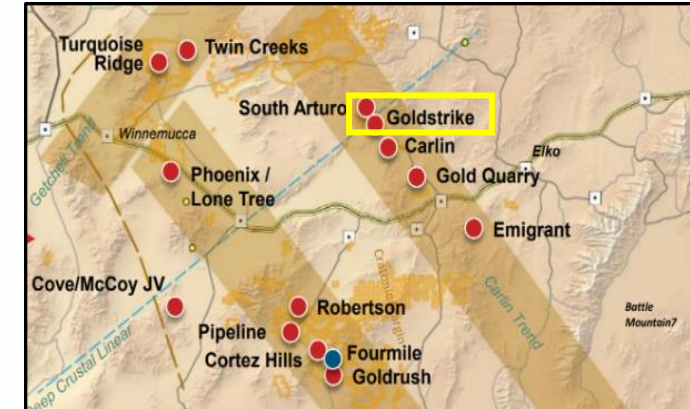 Turquoise
Ridge
Twin Creeks
South Arturo
Goldstrike
Winnemucca
Carlin
Elko
Getchell Trend
Phoenix /
Lone Tree
Gold Quarry
Emigrant
Cove/McCoy JV
Robertson
Carlin Trend
Battle
Mountain7
Pipeline
Cortez Hills
Fourmile
Goldrush
Deep Crustal Linear